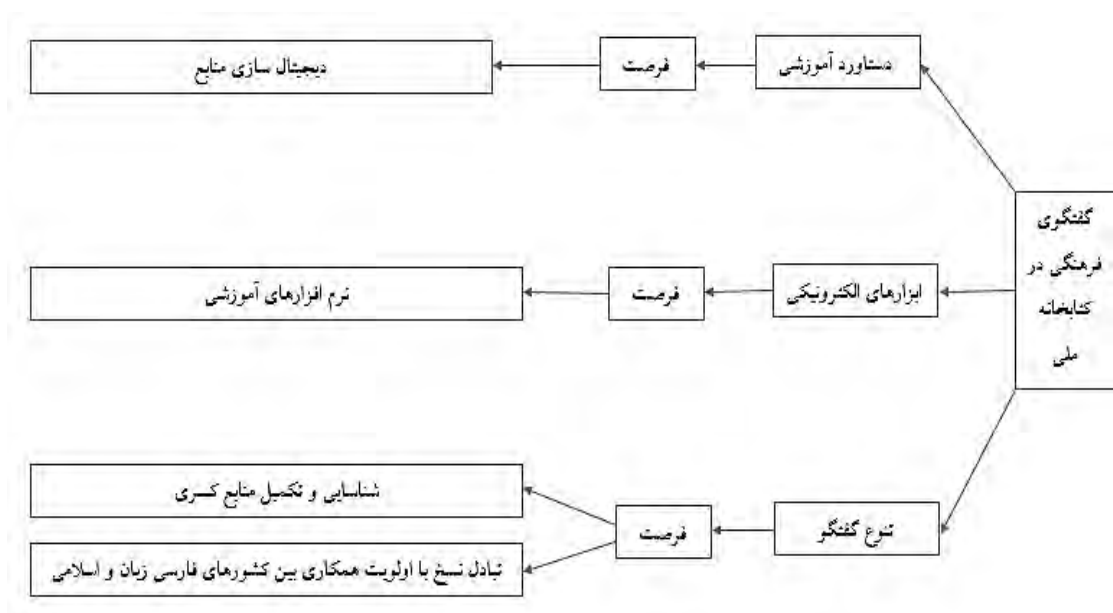 دستاورد آموزشی
فرصت
دیجیتال سازی منابع
گفتگوی
فرهنگی در
کتابخانه
ملی
ابزارهای الکترونیکی
فرصت
نرم افزارهای آموزشی
تنوع گفتگو
فرصت
شناسایی و تکمیل منابع کسری
تبادل نسخ با اولویت همکاری بین کشورهای فارسی زبان و اسلامی